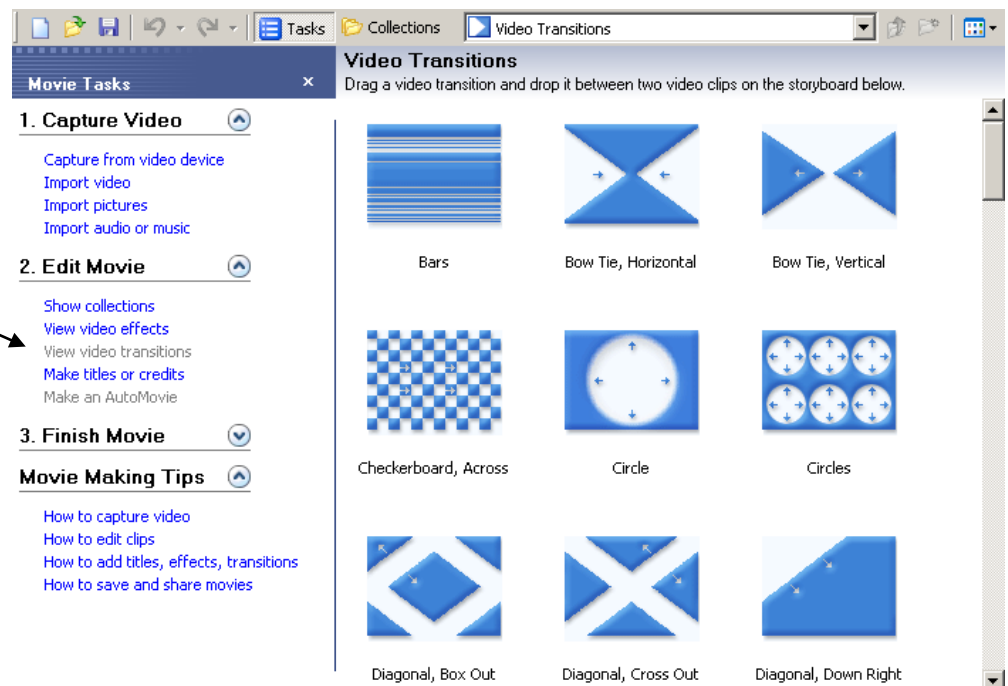 Tasks Collections Video Transitions
Movie Tasks x
Video Transitions
Drag a video transition and drop it between two video clips on the storyboard below.
1. Capture Video
Capture from video device
Import video
Import pictures
Import audio or music
2. Edit Movie
Show collections
View video effects
View video transitions
Make titles or credits
Make an AutoMovie
3. Finish Movie
Movie Making Tips
How to capture video
How to edit clips
How to add titles, effects, transitions
How to save and share movies
Bars Bow Tie, Horizontal Bow Tie, Vertical
Checkerboard, Across Circle Circles
Diagonal, Box Out Diagonal, Cross Out Diagonal, Down Right